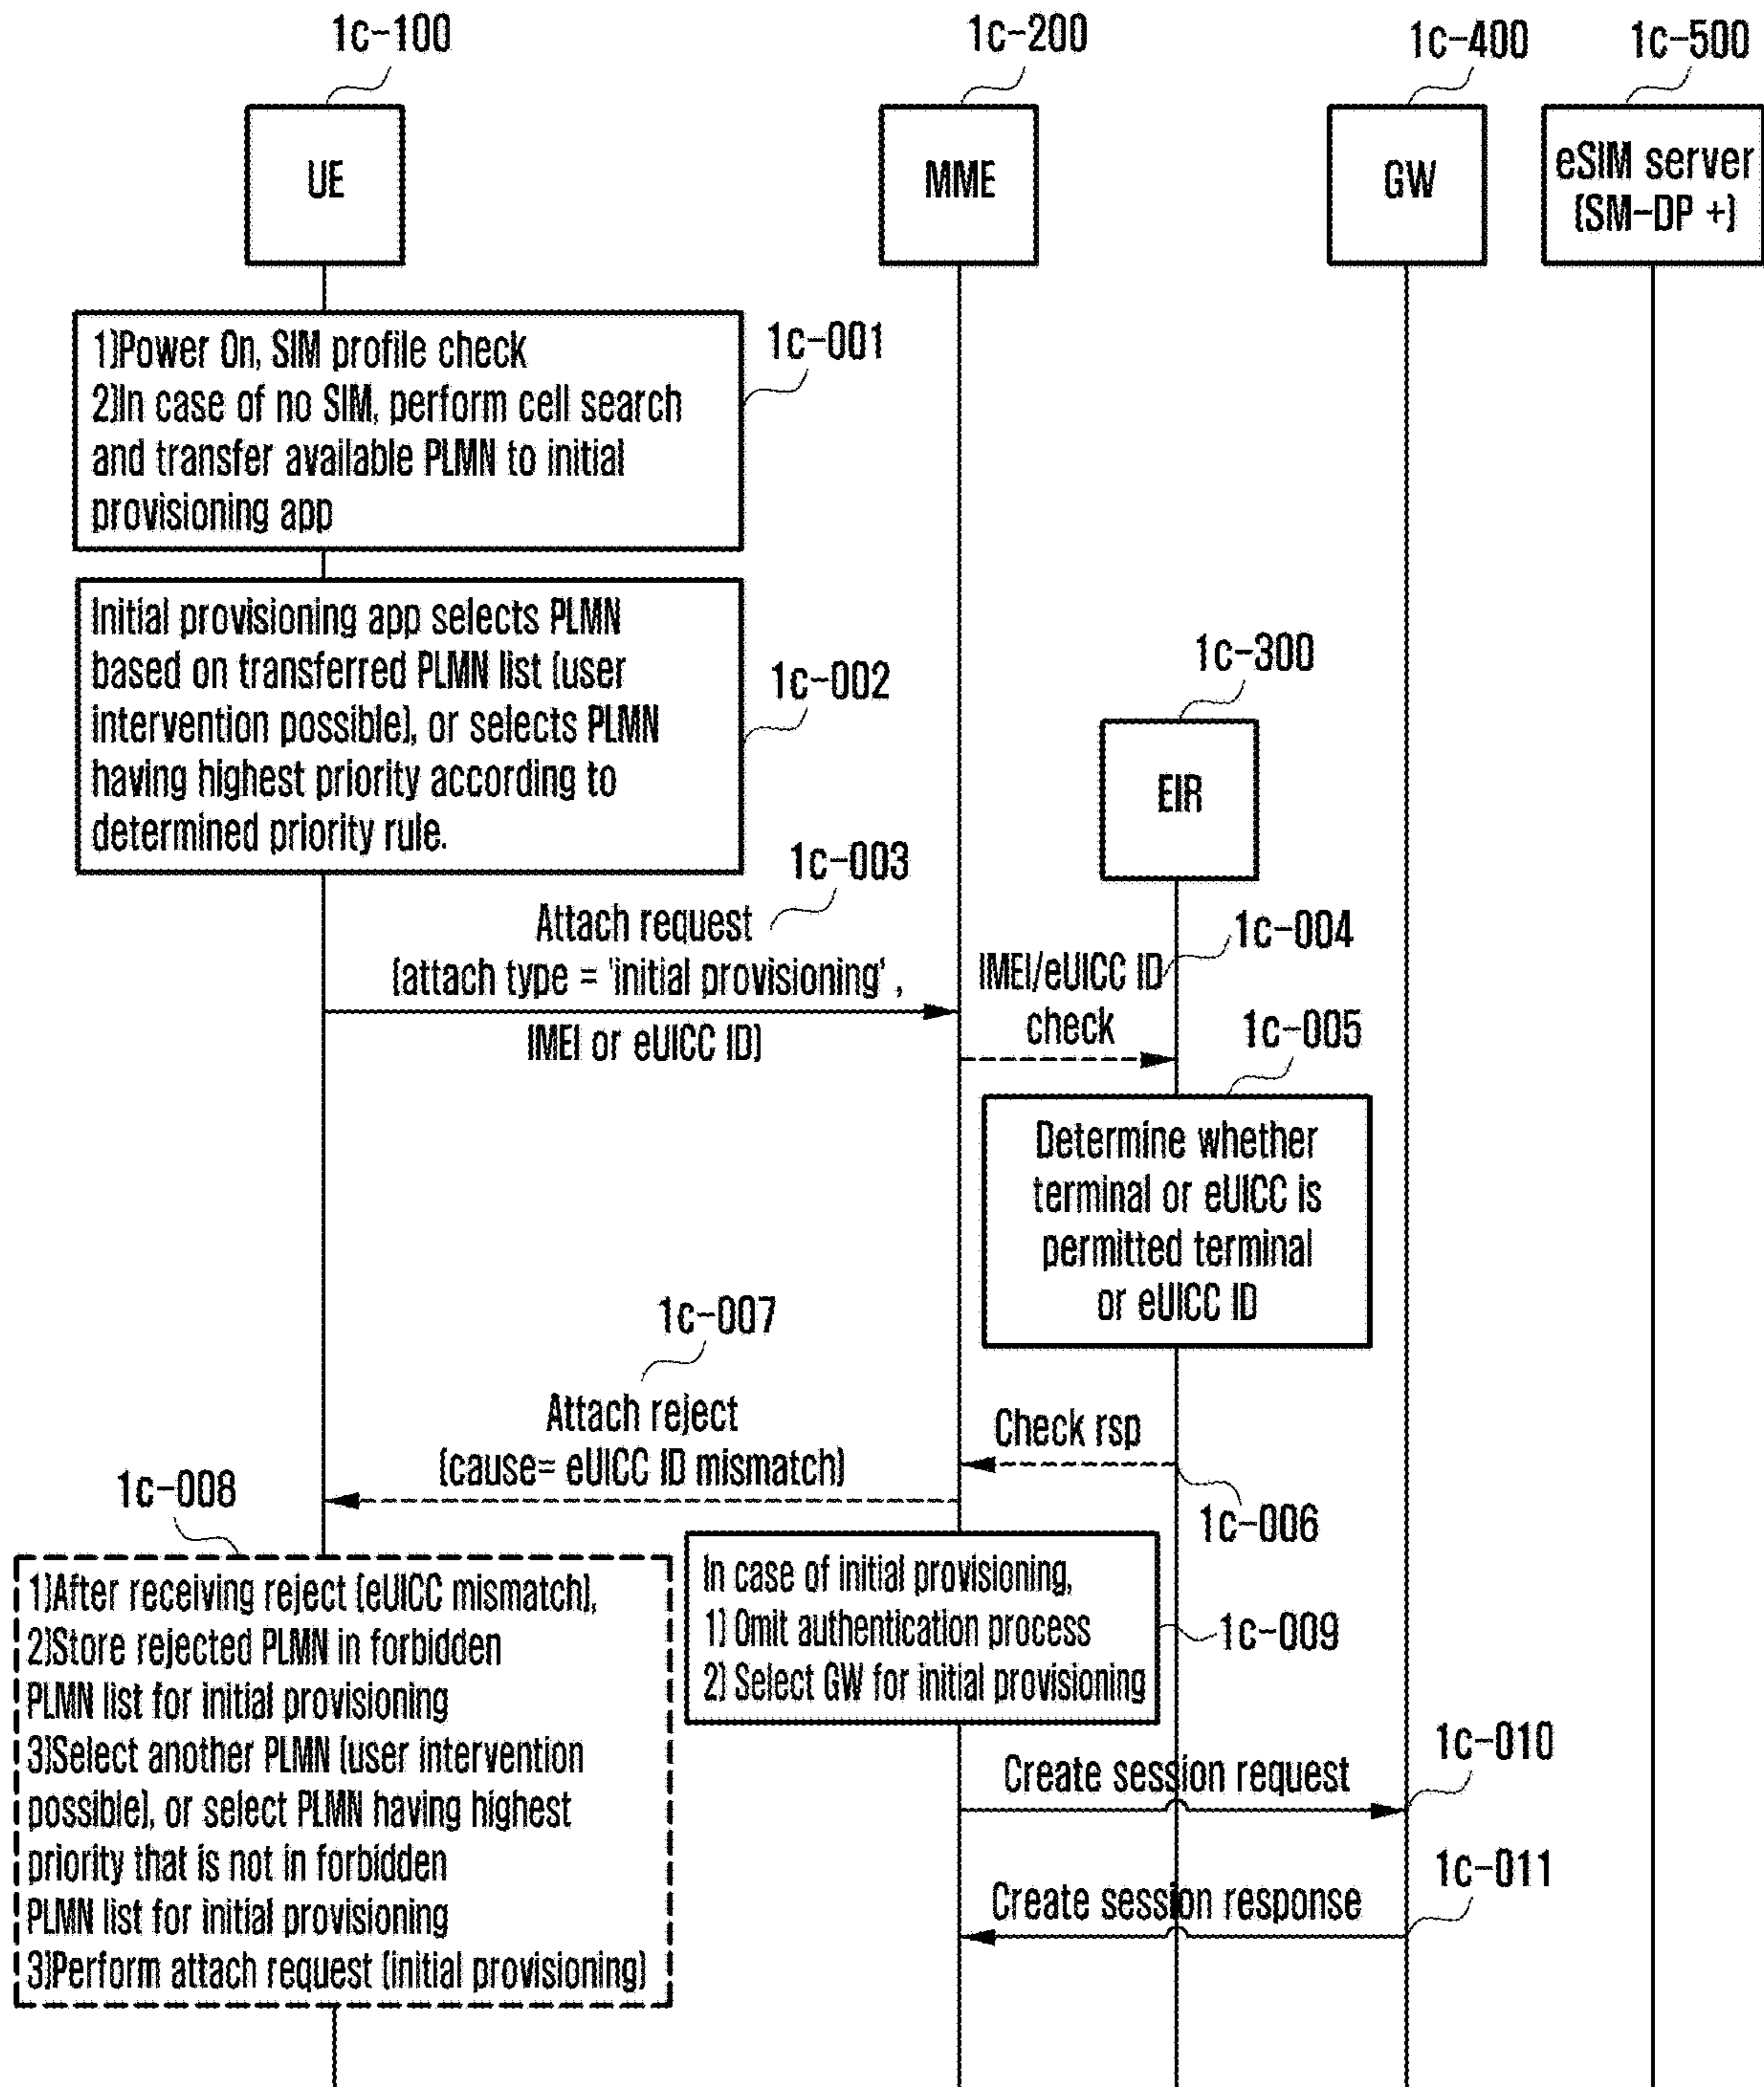 1c-100
1c-200
1c-400
1c-500
UE
MME
GW
eSIM server
(SM-DP +)
1)Power On, SIM profile check
2)In case of no SIM, perform cell search
and transfer available PLMN to initial
provisioning app
1c-001
Initial provisioning app selects PLMN
based on transferred PLMN list (user
intervention possible), or selects PLMN
having highest priority according to
determined priority rule.
1c-002
1c-300
EIR
1c-003
Attach request
(attach type = 'initial provisioning',
IMEI or eUICC ID)
1c-004
IMEI/eUICC ID
check
1c-005
Determine whether
terminal or eUICC is
permitted terminal
or eUICC ID
1c-007
Attach reject
(cause= eUICC ID mismatch)
Check rsp
1c-006
1c-008
1)After receiving reject (eUICC mismatch),
2)Store rejected PLMN in forbidden
PLMN list for initial provisioning
3)Select another PLMN (user intervention
possible), or select PLMN having highest
priority that is not in forbidden
PLMN list for initial provisioning
3)Perform attach request (initial provisioning)
In case of initial provisioning,
1) Omit authentication process
2) Select GW for initial provisioning
1c-009
Create session request
1c-010
Create session response
1c-011